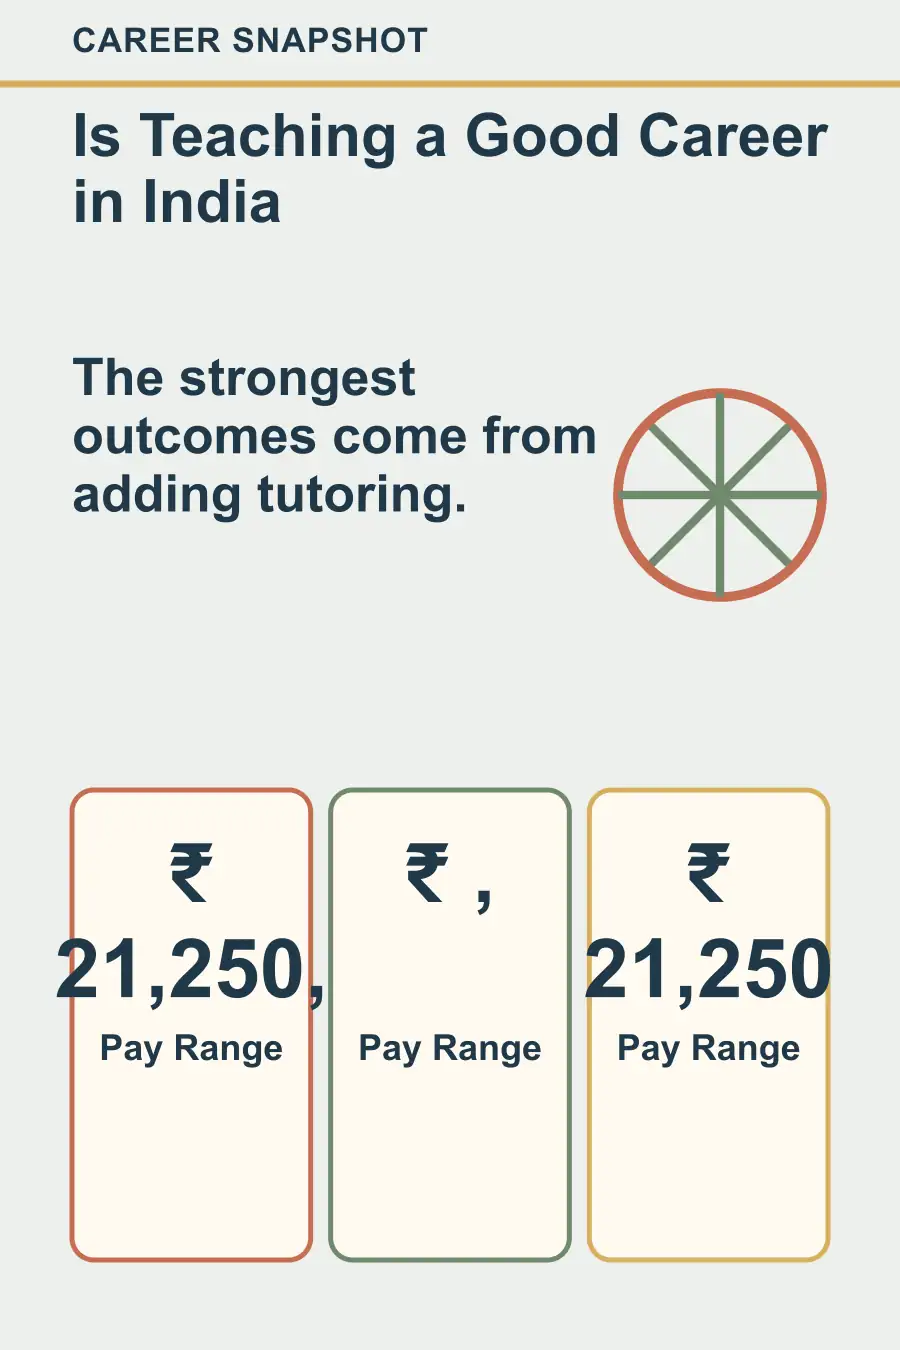 CAREER SNAPSHOT
Is Teaching a Good Career
in India
The strongest
outcomes come from
adding tutoring.
₹
21,250,
Pay Range
₹ ,
Pay Range
₹
21,250
Pay Range